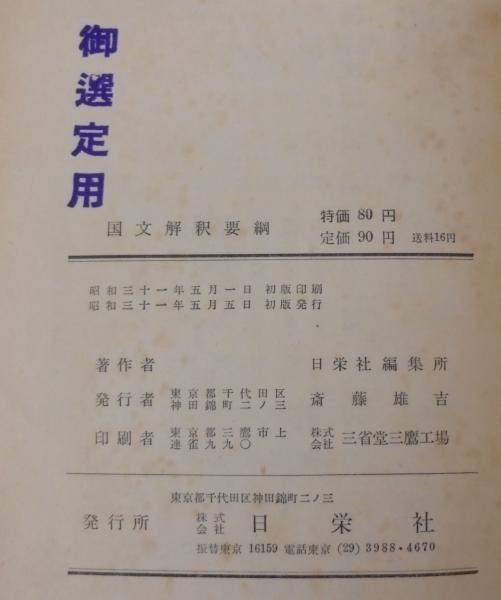 御選定用
国文解釈要綱
特価 80 円
定価 90 円 送料16円
昭和三十一年五月一日 初版印刷
昭和三十一年五月五日 初版発行
著作者 日栄社編集所
発行者 東京都千代田区神田錦町二ノ三 斎藤雄吉
印刷者 東京都三鷹市上連雀九九〇 株式会社 三省堂三鷹工場
東京都千代田区神田錦町二ノ三
発行所 株式会社 日栄社
振替東京 16159 電話東京 (29) 3988・4670